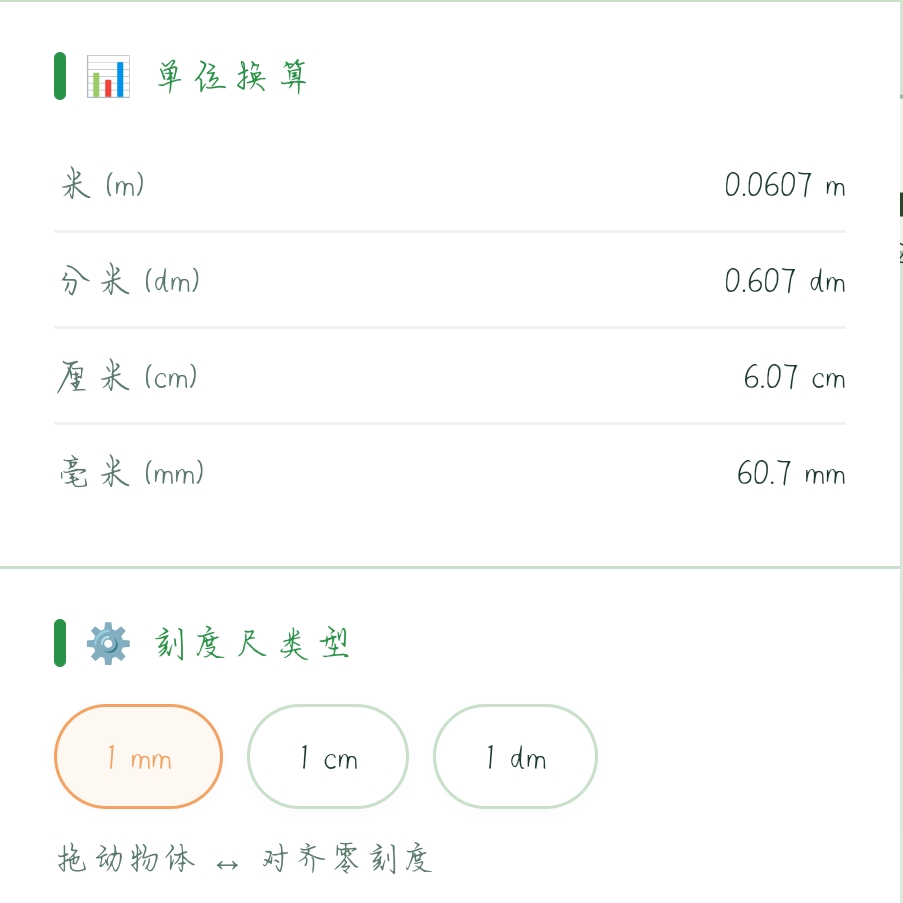 📊 单位换算
米 (m) 0.0607 m
分米 (dm) 0.607 dm
厘米 (cm) 6.07 cm
毫米 (mm) 60.7 mm
⚙️ 刻度尺类型
1 mm 1 cm 1 dm
拖动物体 ↔ 对齐零刻度